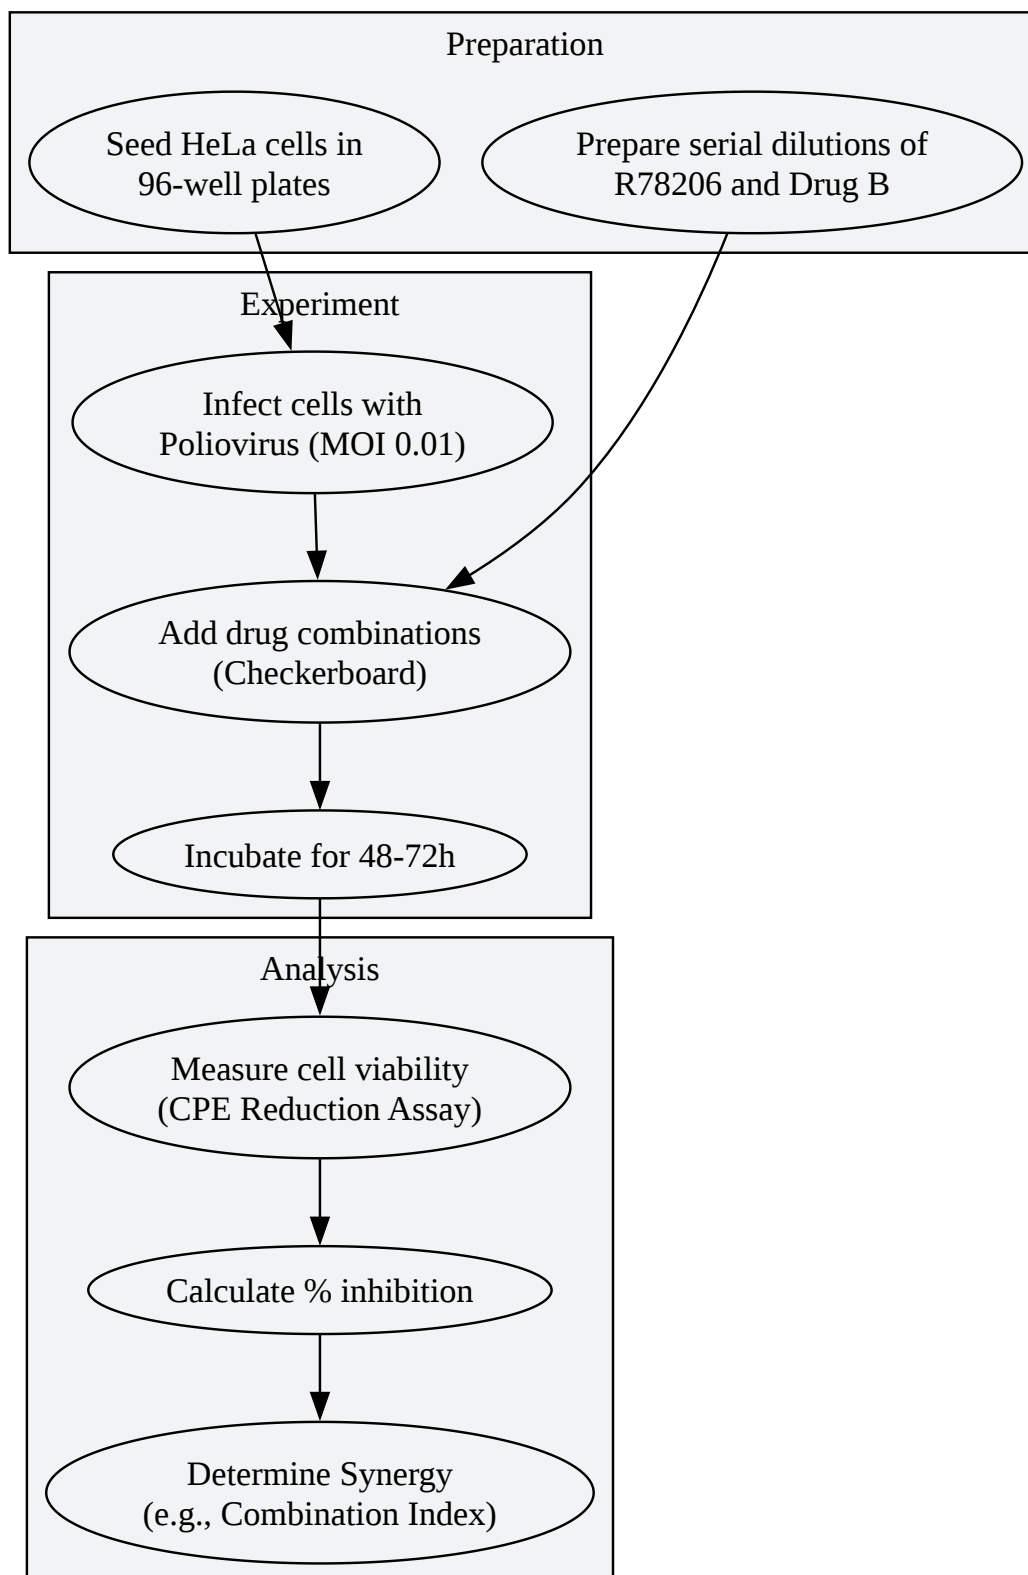 Preparation
Seed HeLa cells in
96-well plates
Prepare serial dilutions of
R78206 and Drug B
Experiment
Infect cells with
Poliovirus (MOI 0.01)
Add drug combinations
(Checkerboard)
Incubate for 48-72h
Analysis
Measure cell viability
(CPE Reduction Assay)
Calculate % inhibition
Determine Synergy
(e.g., Combination Index)